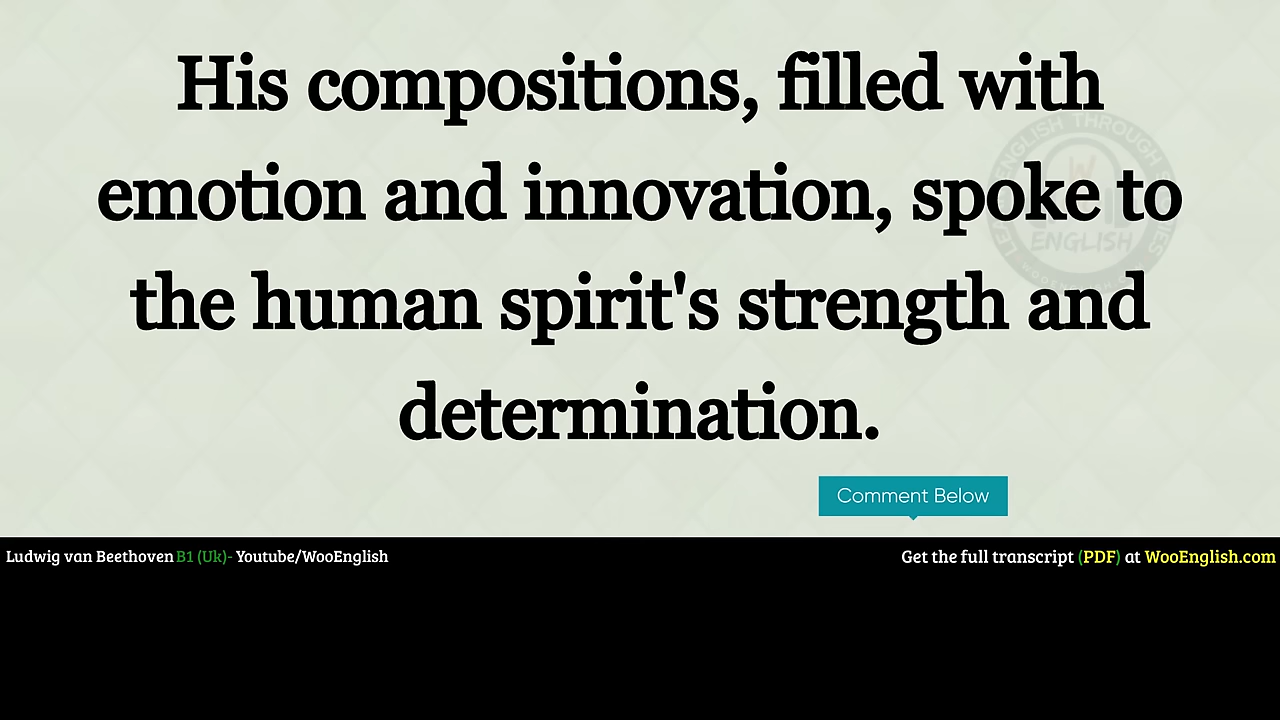 His compositions, filled with
emotion and innovation, spoke to
the human spirit's strength and
determination.
ENGLISH
Comment Below
Ludwig van Beethoven B1 (Uk)- Youtube/WooEnglish
Get the full transcript (PDF) at WooEnglish.com